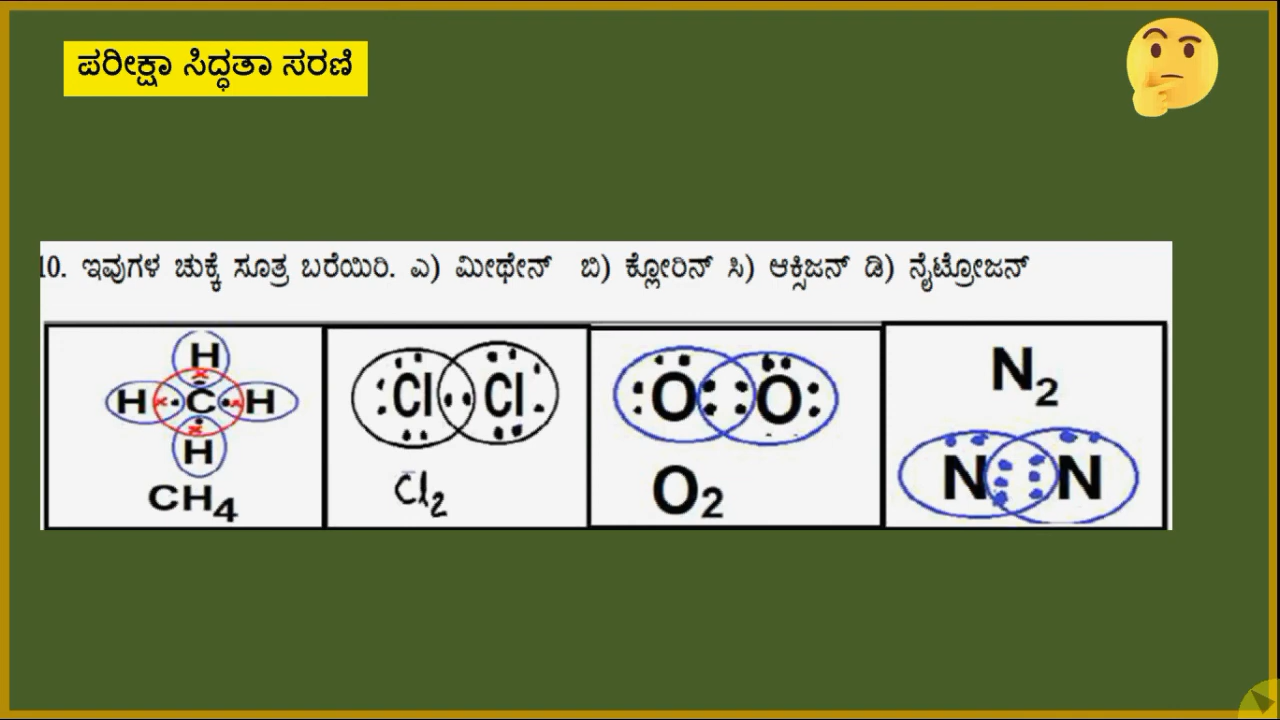 ಪರೀಕ್ಷಾ ಸಿದ್ಧತಾ ಸರಣಿ
10. ಇವುಗಳ ಚುಕ್ಕೆ ಸೂತ್ರ ಬರೆಯಿರಿ. ಎ) ಮೀಥೇನ್ ಬಿ) ಕ್ಲೋರಿನ್ ಸಿ) ಆಕ್ಸಿಜನ್ ಡಿ) ನೈಟ್ರೋಜನ್
H
H C H
H
CH4
Cl Cl
Cl2
O O
O2
N2
N N